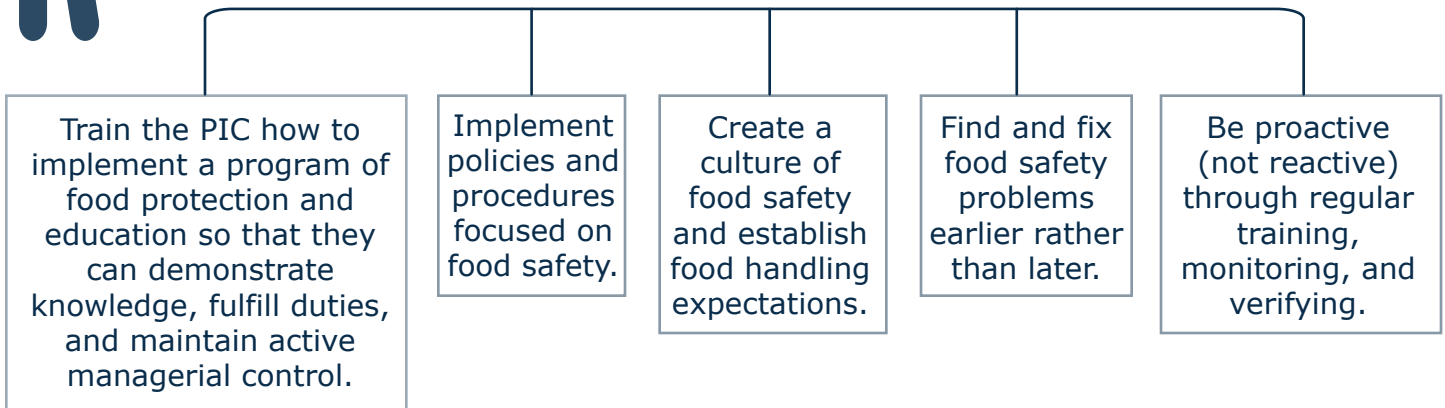 Train the PIC how to
implement a program of
food protection and
education so that they
can demonstrate
knowledge, fulfill duties,
and maintain active
managerial control.
Implement
policies and
procedures
focused on
food safety.
Create a
culture of
food safety
and establish
food handling
expectations.
Find and fix
food safety
problems
earlier rather
than later.
Be proactive
(not reactive)
through regular
training,
monitoring, and
verifying.